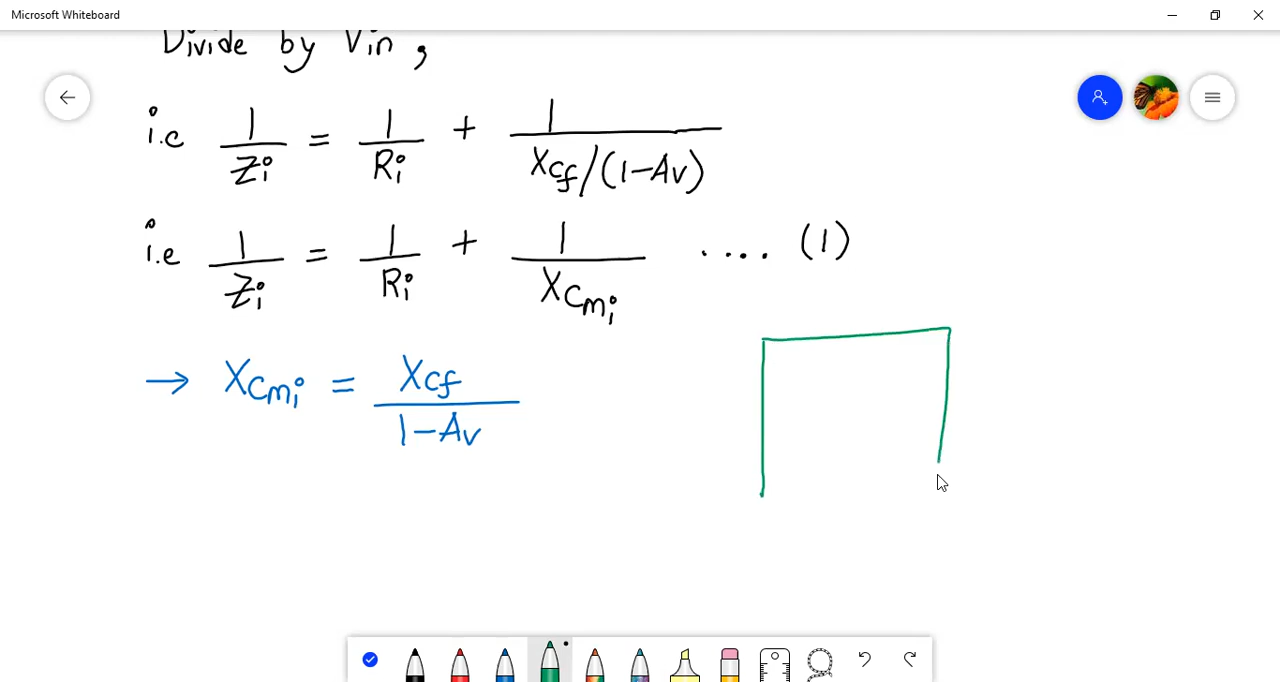 Microsoft Whiteboard
Divide by Vin,
i.e 1/Zi = 1/Ri + 1/(XCf/(1-Av))
i.e 1/Zi = 1/Ri + 1/XCmi .... (1)
→ XCmi = XCf/(1-Av)